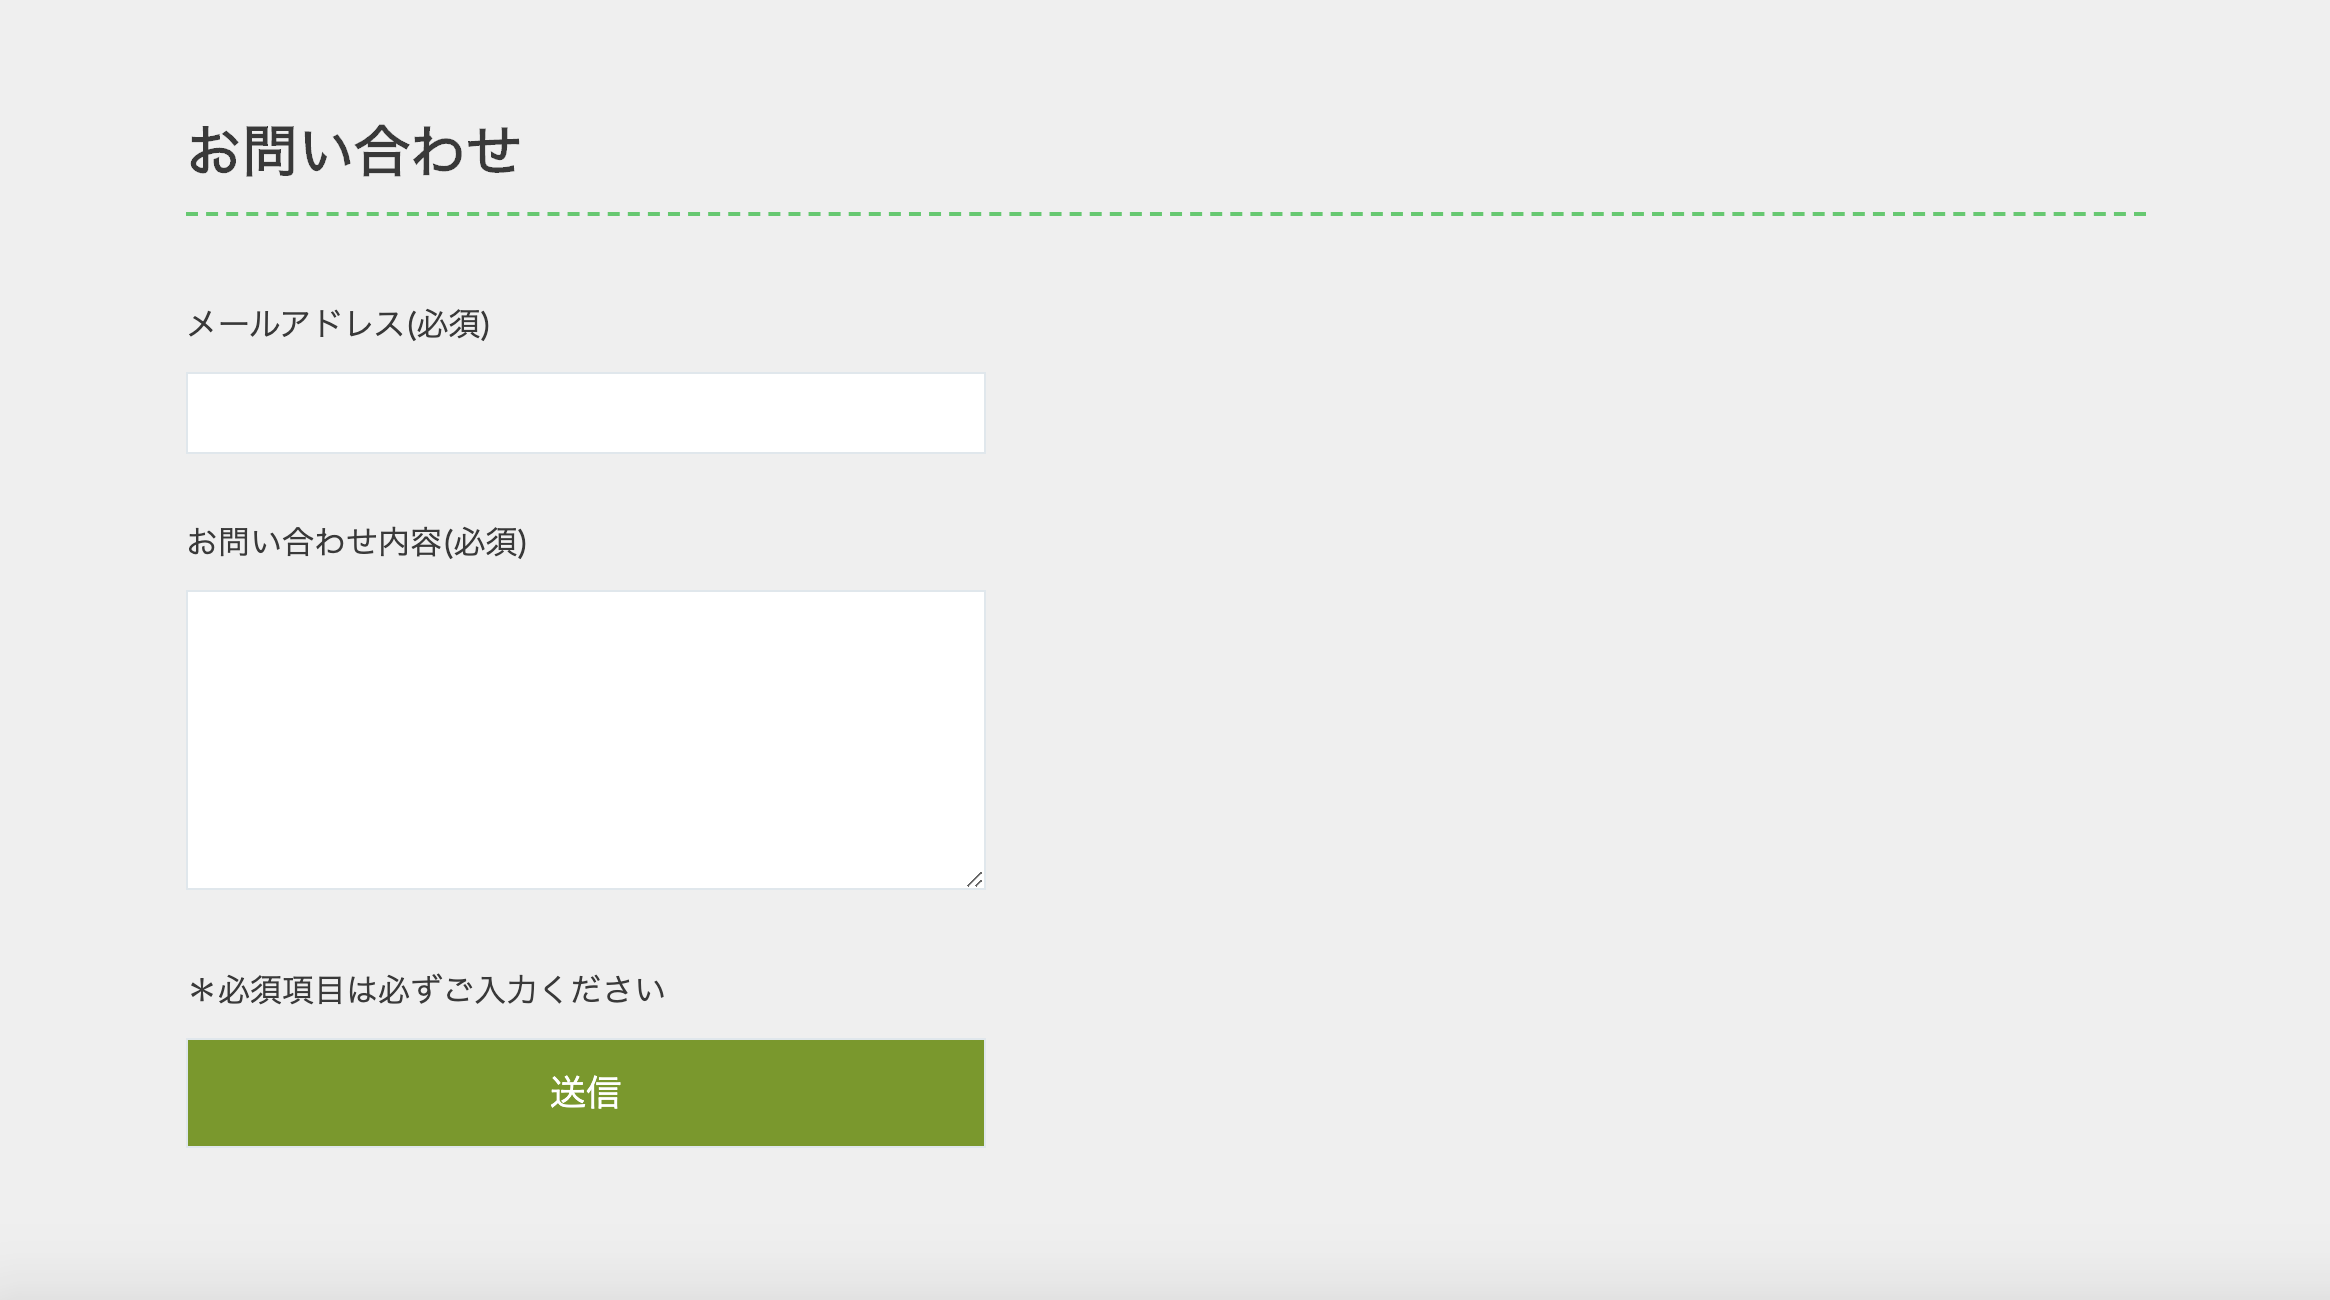 お問い合わせ
メールアドレス(必須)
お問い合わせ内容(必須)
＊必須項目は必ずご入力ください
送信